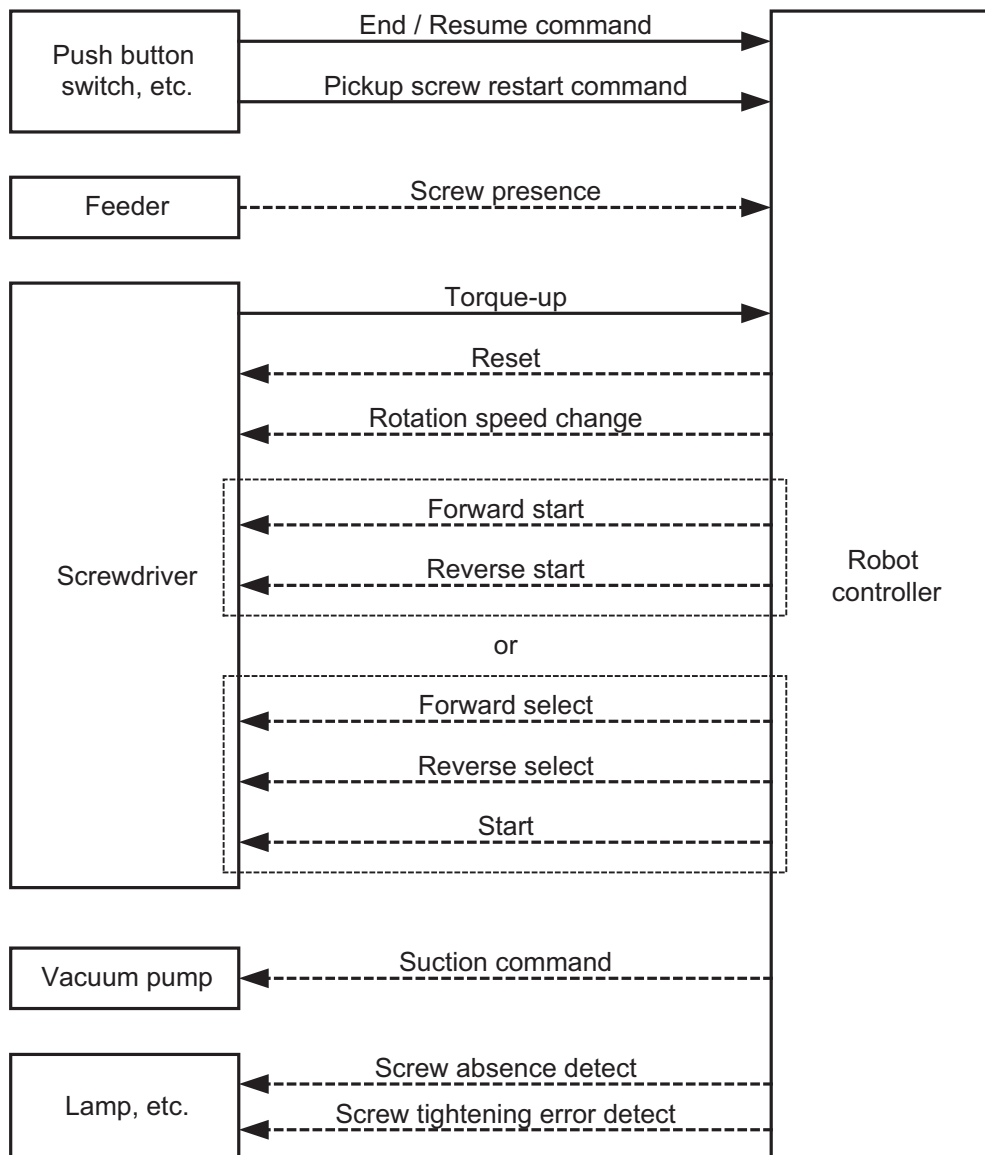 End / Resume command
Push button
switch, etc.
Pickup screw restart command
Feeder
Screw presence
Torque-up
Reset
Rotation speed change
Forward start
Reverse start
Screwdriver
Robot
controller
or
Forward select
Reverse select
Start
Vacuum pump
Suction command
Screw absence detect
Lamp, etc.
Screw tightening error detect